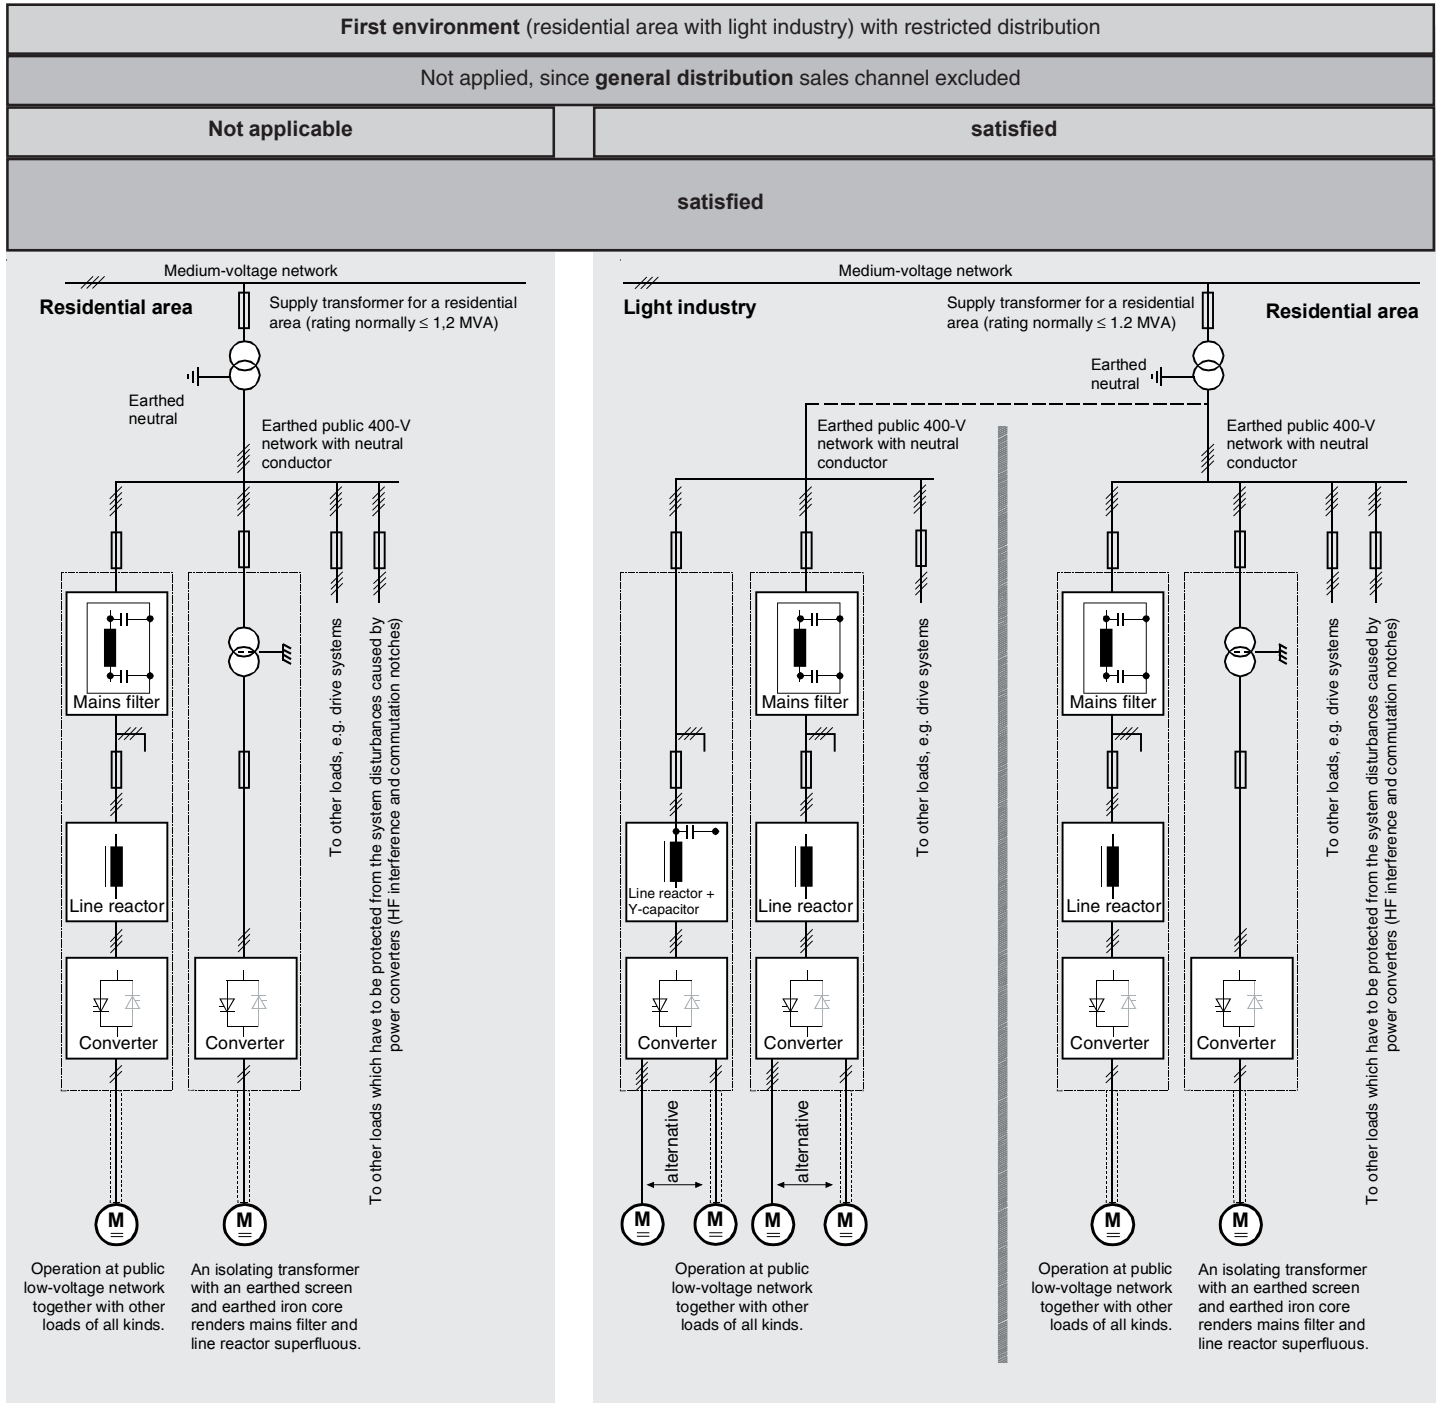 First environment (residential area with light industry) with restricted distribution
Not applied, since general distribution sales channel excluded
Not applicable
satisfied
satisfied
Medium-voltage network
Residential area
Supply transformer for a residential
area (rating normally ≤ 1,2 MVA)
Earthed
neutral
Earthed public 400-V
network with neutral
conductor
Mains filter
Line reactor
Converter
Converter
To other loads, e.g. drive systems
To other loads which have to be protected from the system disturbances caused by
power converters (HF interference and commutation notches)
M
M
Operation at public
low-voltage network
together with other
loads of all kinds.
An isolating transformer
with an earthed screen
and earthed iron core
renders mains filter and
line reactor superfluous.
Medium-voltage network
Light industry
Supply transformer for a residential
area (rating normally ≤ 1.2 MVA)
Residential area
Earthed
neutral
Earthed public 400-V
network with neutral
conductor
Mains filter
Line reactor +
Y-capacitor
Line reactor
Converter
Converter
To other loads, e.g. drive systems
alternative
alternative
M
M
M
M
Operation at public
low-voltage network
together with other
loads of all kinds.
Earthed public 400-V
network with neutral
conductor
Mains filter
Line reactor
Converter
Converter
To other loads, e.g. drive systems
To other loads which have to be protected from the system disturbances caused by
power converters (HF interference and commutation notches)
M
M
Operation at public
low-voltage network
together with other
loads of all kinds.
An isolating transformer
with an earthed screen
and earthed iron core
renders mains filter and
line reactor superfluous.